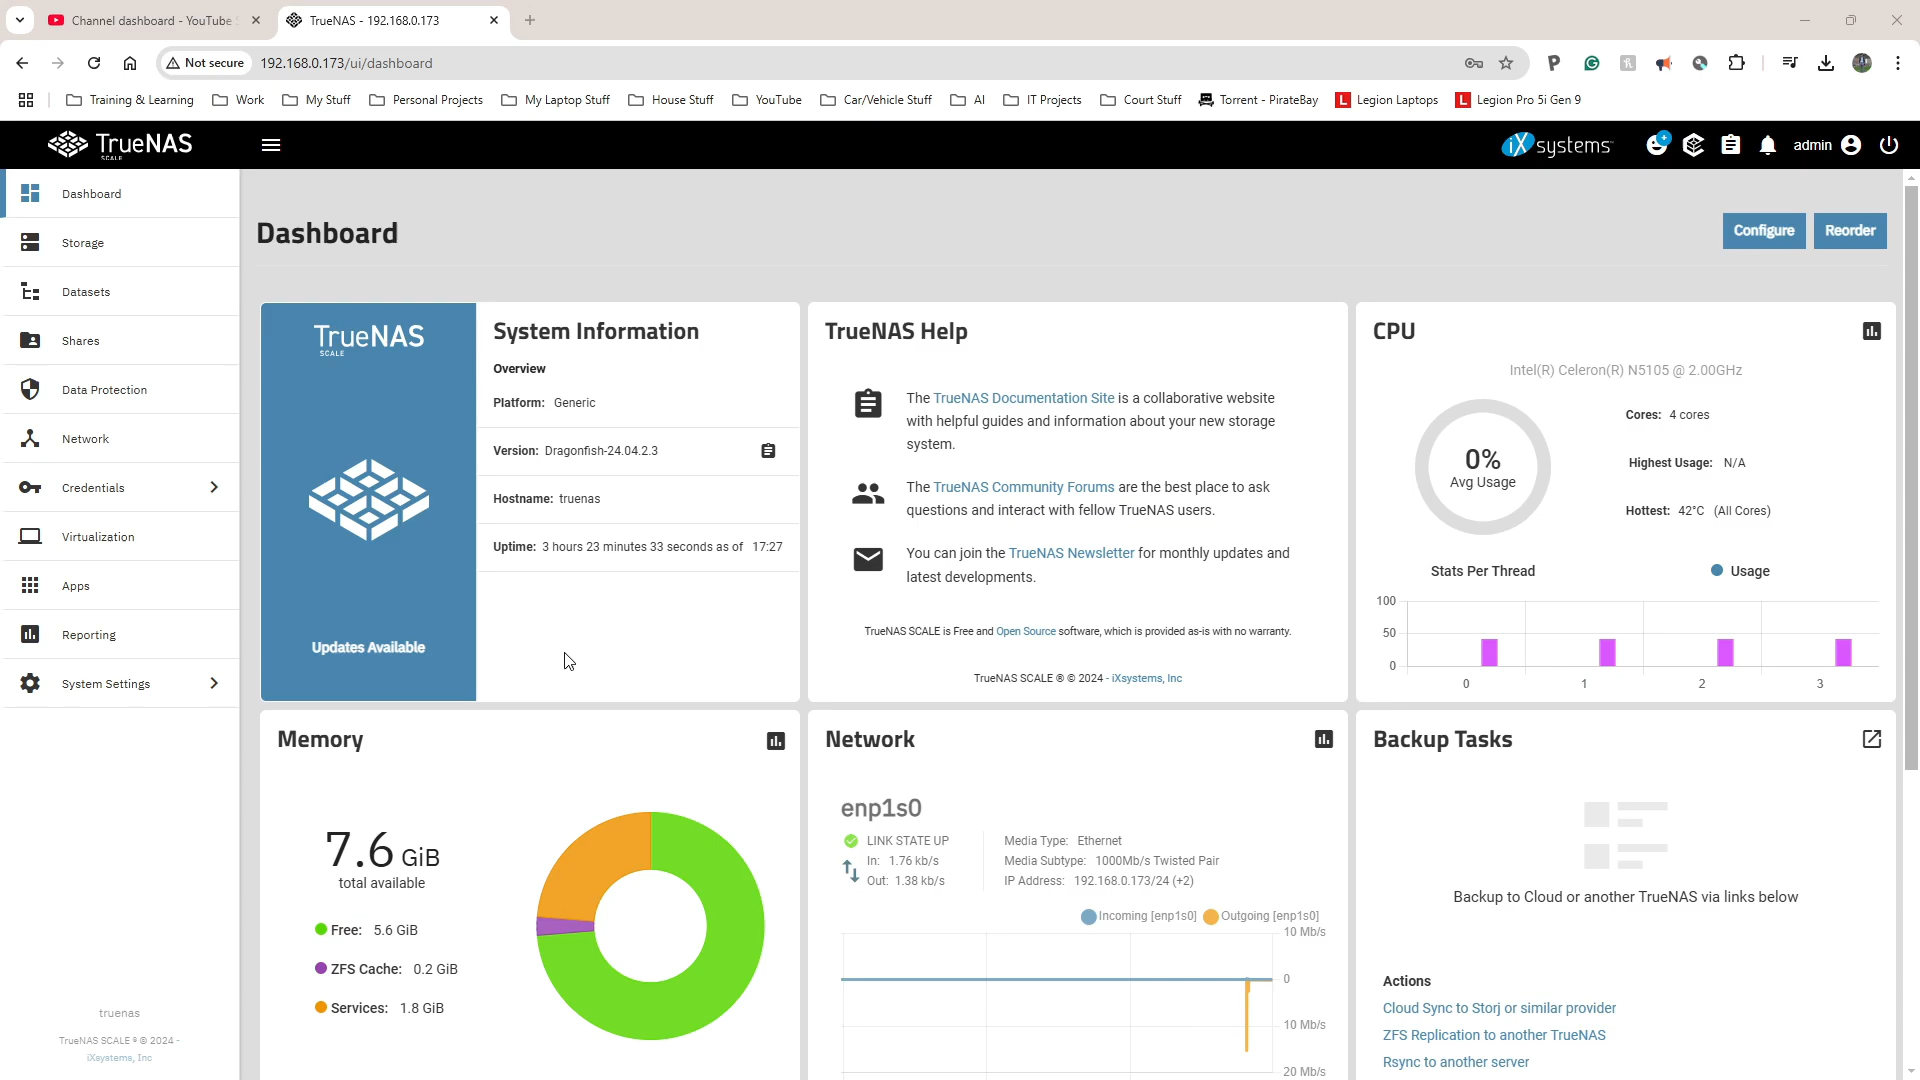 Channel dashboard - YouTube
TrueNAS - 192.168.0.173
Not secure
192.168.0.173/ui/dashboard
Training & Learning
Work
My Stuff
Personal Projects
My Laptop Stuff
House Stuff
YouTube
Car/Vehicle Stuff
AI
IT Projects
Court Stuff
Torrent - PirateBay
L Legion Laptops
L Legion Pro 5i Gen 9
TrueNAS
SCALE
iXsystems
admin
Dashboard
Storage
Datasets
Shares
Data Protection
Network
Credentials
Virtualization
Apps
Reporting
System Settings
truenas
TrueNAS SCALE ® © 2024 -
iXsystems, Inc
Dashboard
Configure
Reorder
TrueNAS
SCALE
Updates Available
System Information
Overview
Platform: Generic
Version: Dragonfish-24.04.2.3
Hostname: truenas
Uptime: 3 hours 23 minutes 33 seconds as of 17:27
TrueNAS Help
The TrueNAS Documentation Site is a collaborative website
with helpful guides and information about your new storage
system.
The TrueNAS Community Forums are the best place to ask
questions and interact with fellow TrueNAS users.
You can join the TrueNAS Newsletter for monthly updates and
latest developments.
TrueNAS SCALE is Free and Open Source software, which is provided as-is with no warranty.
TrueNAS SCALE ® © 2024 - iXsystems, Inc
CPU
Intel(R) Celeron(R) N5105 @ 2.00GHz
0%
Avg Usage
Cores: 4 cores
Highest Usage: N/A
Hottest: 42°C (All Cores)
Stats Per Thread
Usage
100
50
0
0 1 2 3
Memory
7.6 GiB
total available
Free: 5.6 GiB
ZFS Cache: 0.2 GiB
Services: 1.8 GiB
Network
enp1s0
LINK STATE UP
In: 1.76 kb/s
Out: 1.38 kb/s
Media Type: Ethernet
Media Subtype: 1000Mb/s Twisted Pair
IP Address: 192.168.0.173/24 (+2)
Incoming [enp1s0] Outgoing [enp1s0]
10 Mb/s
0
10 Mb/s
20 Mb/s
Backup Tasks
Backup to Cloud or another TrueNAS via links below
Actions
Cloud Sync to Storj or similar provider
ZFS Replication to another TrueNAS
Rsync to another server